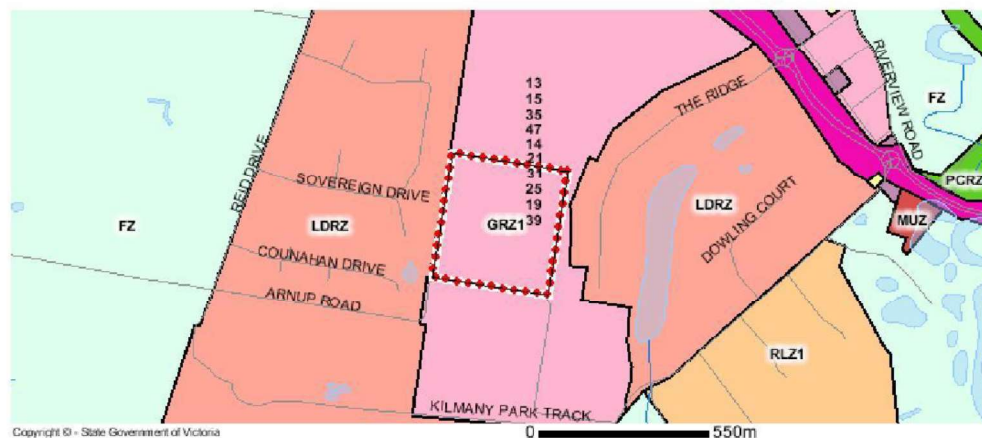 13
15
35
47
14
21
31
25
19
39
RIVERVIEW ROAD
THE RIDGE
FZ
REID DRIVE
SOVEREIGN DRIVE
PCRZ
FZ
LDRZ
GRZ1
LDRZ
MUZ
DOWLING COURT
COUNAHAN DRIVE
ARNUP ROAD
RLZ1
KILMANY PARK TRACK
Copyright © - State Government of Victoria
0 550m